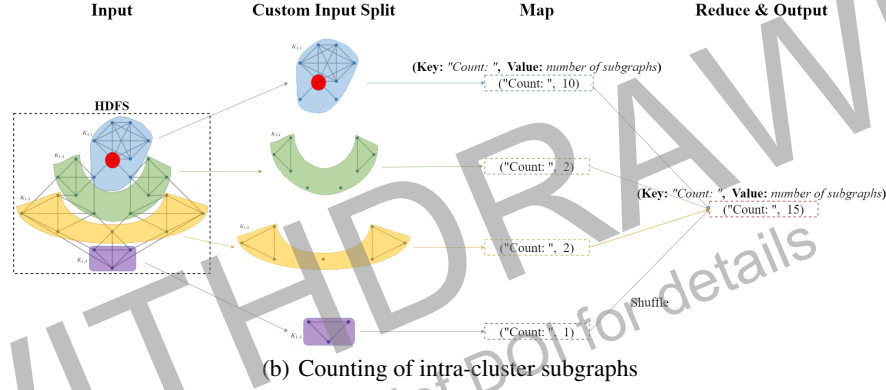 Input
Custom Input Split
Map
Reduce & Output
HDFS
(Key: "Count: ", Value: number of subgraphs)
("Count: ", 10)
("Count: ", 2)
(Key: "Count: ", Value: number of subgraphs)
("Count: ", 15)
("Count: ", 2)
Shuffle
("Count: ", 1)
(b) Counting of intra-cluster subgraphs
DOI for details